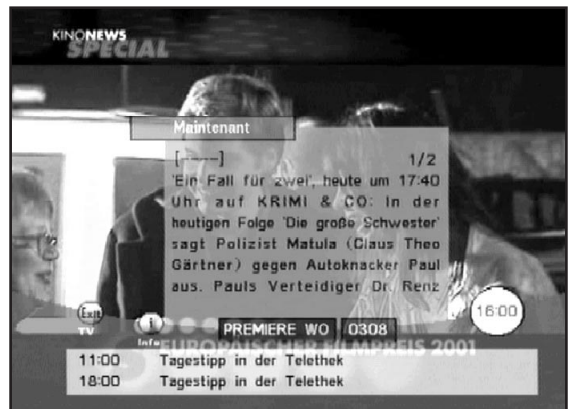 KINONEWS
SPECIAL
Maintenant
[----] 1/2
'Ein Fall für zwei', heute um 17:40
Uhr auf KRIMI & CO: In der
heutigen Folge 'Die große Schwester'
sagt Polizist Matula (Claus Theo
Gärtner) gegen Autoknacker Paul
aus. Pauls Verteidiger Dr. Renz
Exit
TV
i
Info
PREMIERE WO 0308
16:00
EUROPÄISCHER FILMPREIS 2001
11:00 Tagestipp in der Telethek
18:00 Tagestipp in der Telethek